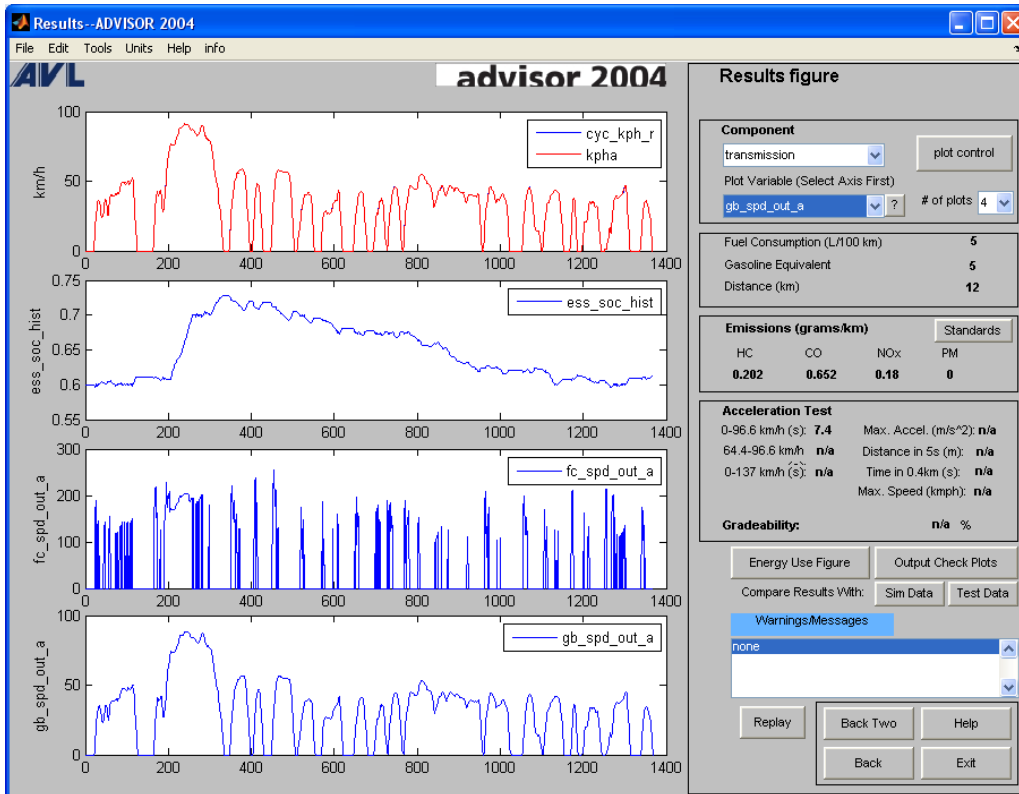 Results--ADVISOR 2004
File Edit Tools Units Help info
AVL
advisor 2004
100
50
0
km/h
cyc_kph_r
kpha
0 200 400 600 800 1000 1200 1400
0.75
0.7
0.65
0.6
0.55
ess_soc_hist
ess_soc_hist
0 200 400 600 800 1000 1200 1400
300
200
100
0
fc_spd_out_a
fc_spd_out_a
0 200 400 600 800 1000 1200 1400
100
50
0
gb_spd_out_a
gb_spd_out_a
0 200 400 600 800 1000 1200 1400
Results figure
Component
transmission
plot control
Plot Variable (Select Axis First)
gb_spd_out_a ? # of plots 4
Fuel Consumption (L/100 km) 5
Gasoline Equivalent 5
Distance (km) 12
Emissions (grams/km) Standards
HC CO NOx PM
0.202 0.652 0.18 0
Acceleration Test
0-96.6 km/h (s): 7.4 Max. Accel. (m/s^2): n/a
64.4-96.6 km/h n/a Distance in 5s (m): n/a
0-137 km/h (s): n/a Time in 0.4km (s): n/a
Max. Speed (kmph): n/a
Gradeability: n/a %
Energy Use Figure Output Check Plots
Compare Results With: Sim Data Test Data
Warnings/Messages
none
Replay Back Two Help
Back Exit